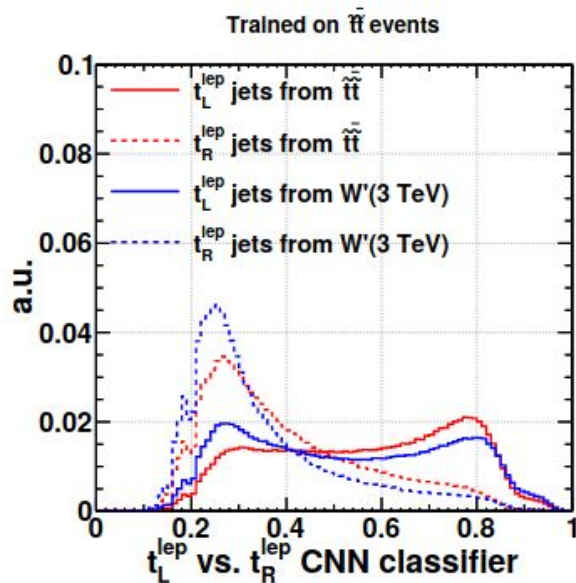 Trained on t̃t̃̄ events
0.1
t_L^lep jets from t̃t̃̄
t_R^lep jets from t̃t̃̄
0.08
t_L^lep jets from W'(3 TeV)
t_R^lep jets from W'(3 TeV)
0.06
a.u.
0.04
0.02
0
0 0.2 0.4 0.6 0.8 1
t_L^lep vs. t_R^lep CNN classifier